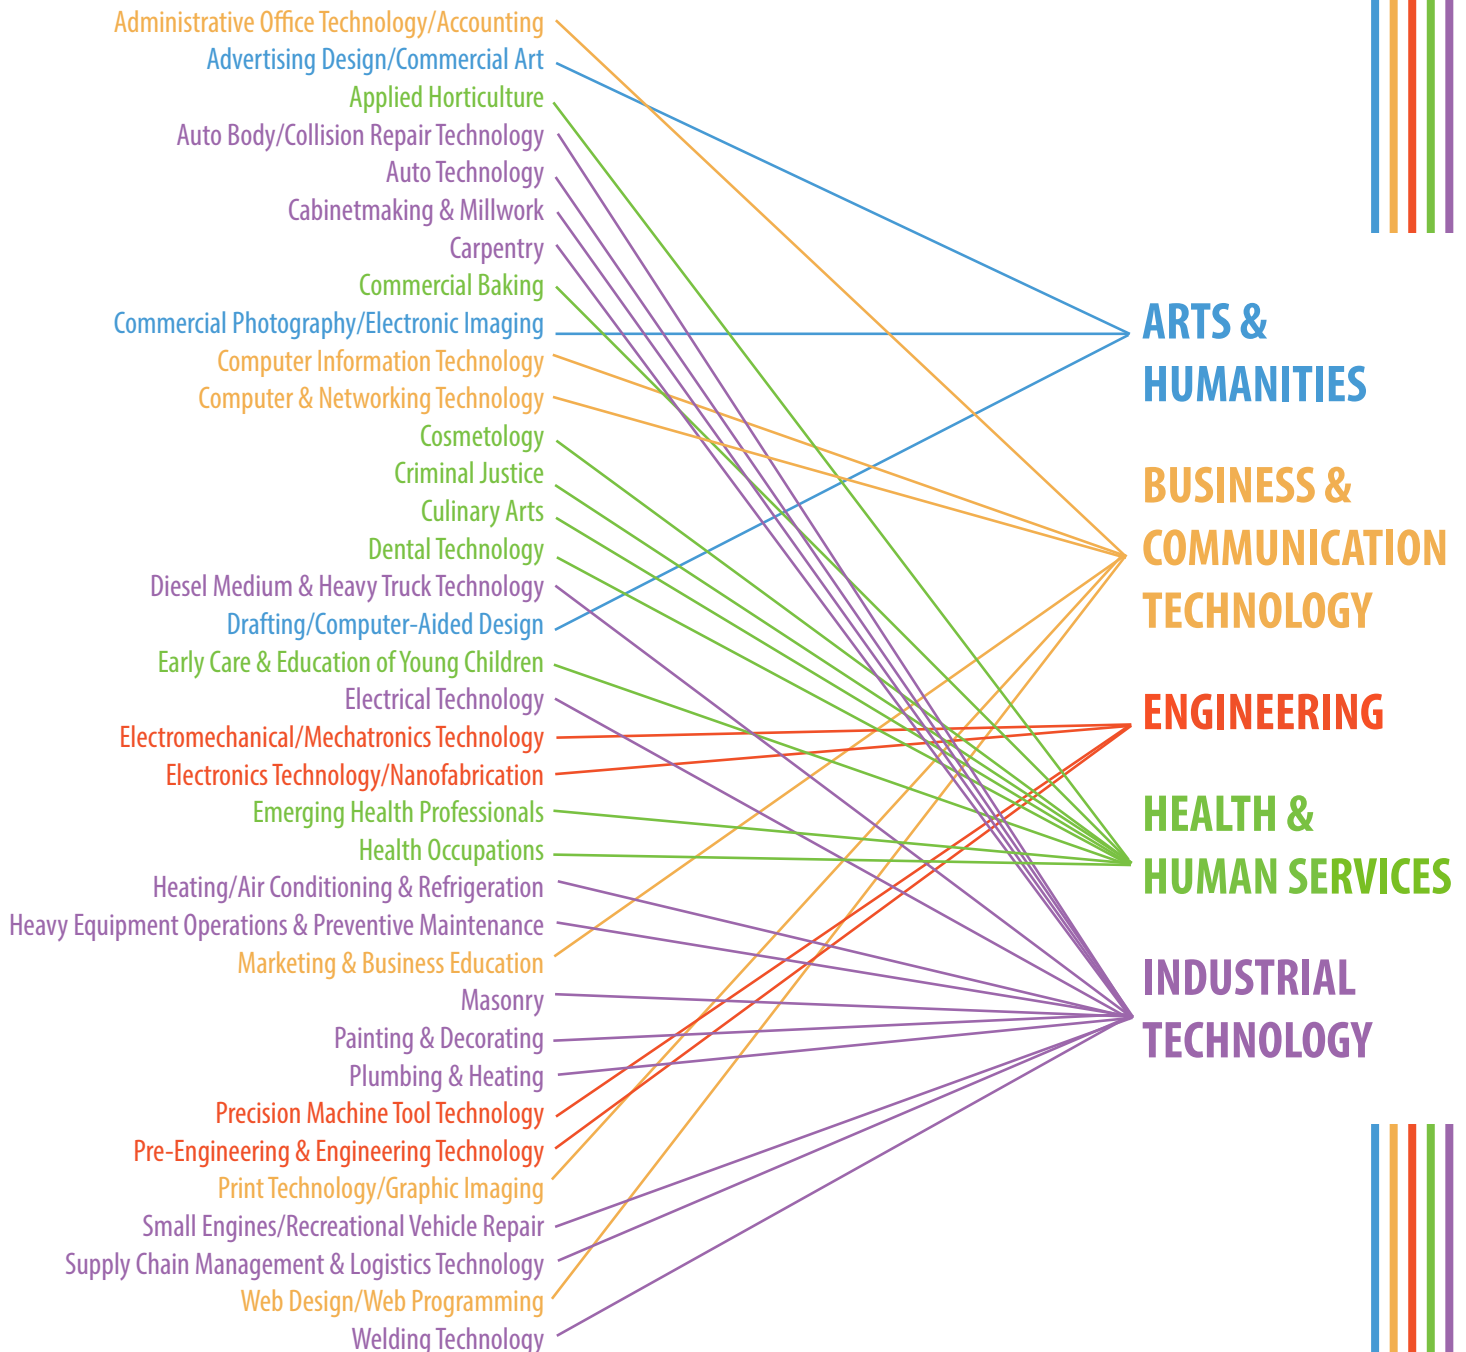 Administrative Office Technology/Accounting
Advertising Design/Commercial Art
Applied Horticulture
Auto Body/Collision Repair Technology
Auto Technology
Cabinetmaking & Millwork
Carpentry
Commercial Baking
Commercial Photography/Electronic Imaging
Computer Information Technology
Computer & Networking Technology
Cosmetology
Criminal Justice
Culinary Arts
Dental Technology
Diesel Medium & Heavy Truck Technology
Drafting/Computer-Aided Design
Early Care & Education of Young Children
Electrical Technology
Electromechanical/Mechatronics Technology
Electronics Technology/Nanofabrication
Emerging Health Professionals
Health Occupations
Heating/Air Conditioning & Refrigeration
Heavy Equipment Operations & Preventive Maintenance
Marketing & Business Education
Masonry
Painting & Decorating
Plumbing & Heating
Precision Machine Tool Technology
Pre-Engineering & Engineering Technology
Print Technology/Graphic Imaging
Small Engines/Recreational Vehicle Repair
Supply Chain Management & Logistics Technology
Web Design/Web Programming
Welding Technology
ARTS &
HUMANITIES
BUSINESS &
COMMUNICATION
TECHNOLOGY
ENGINEERING
HEALTH &
HUMAN SERVICES
INDUSTRIAL
TECHNOLOGY